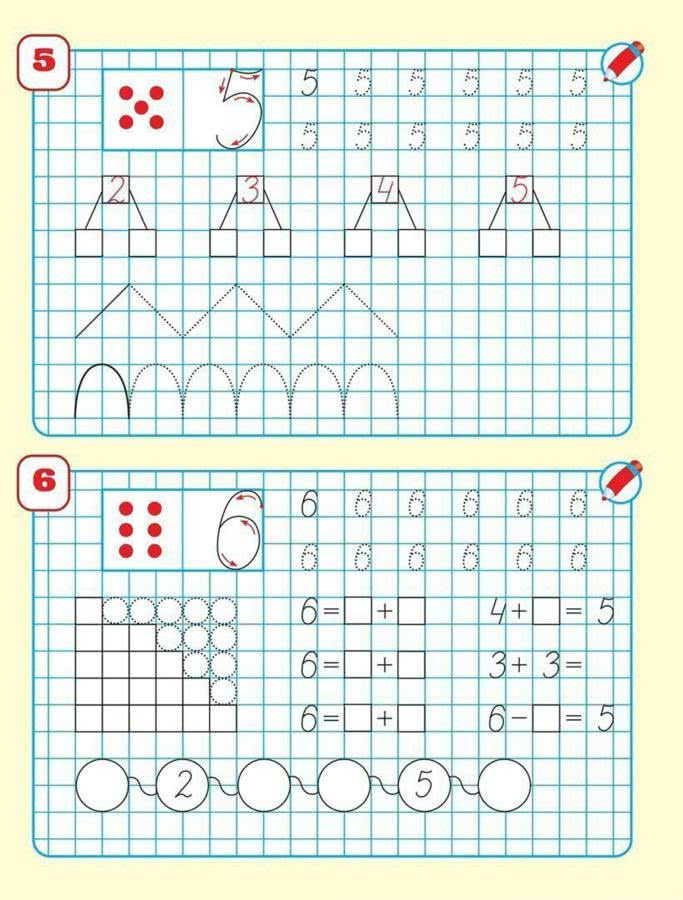 5
5 5 5 5 5 5
5 5 5 5 5 5 5
2 3 4 5
6
6 6 6 6 6 6
6 6 6 6 6 6 6
6 = □ + □ 4 + □ = 5
6 = □ + □ 3 + 3 =
6 = □ + □ 6 − □ = 5
2 5